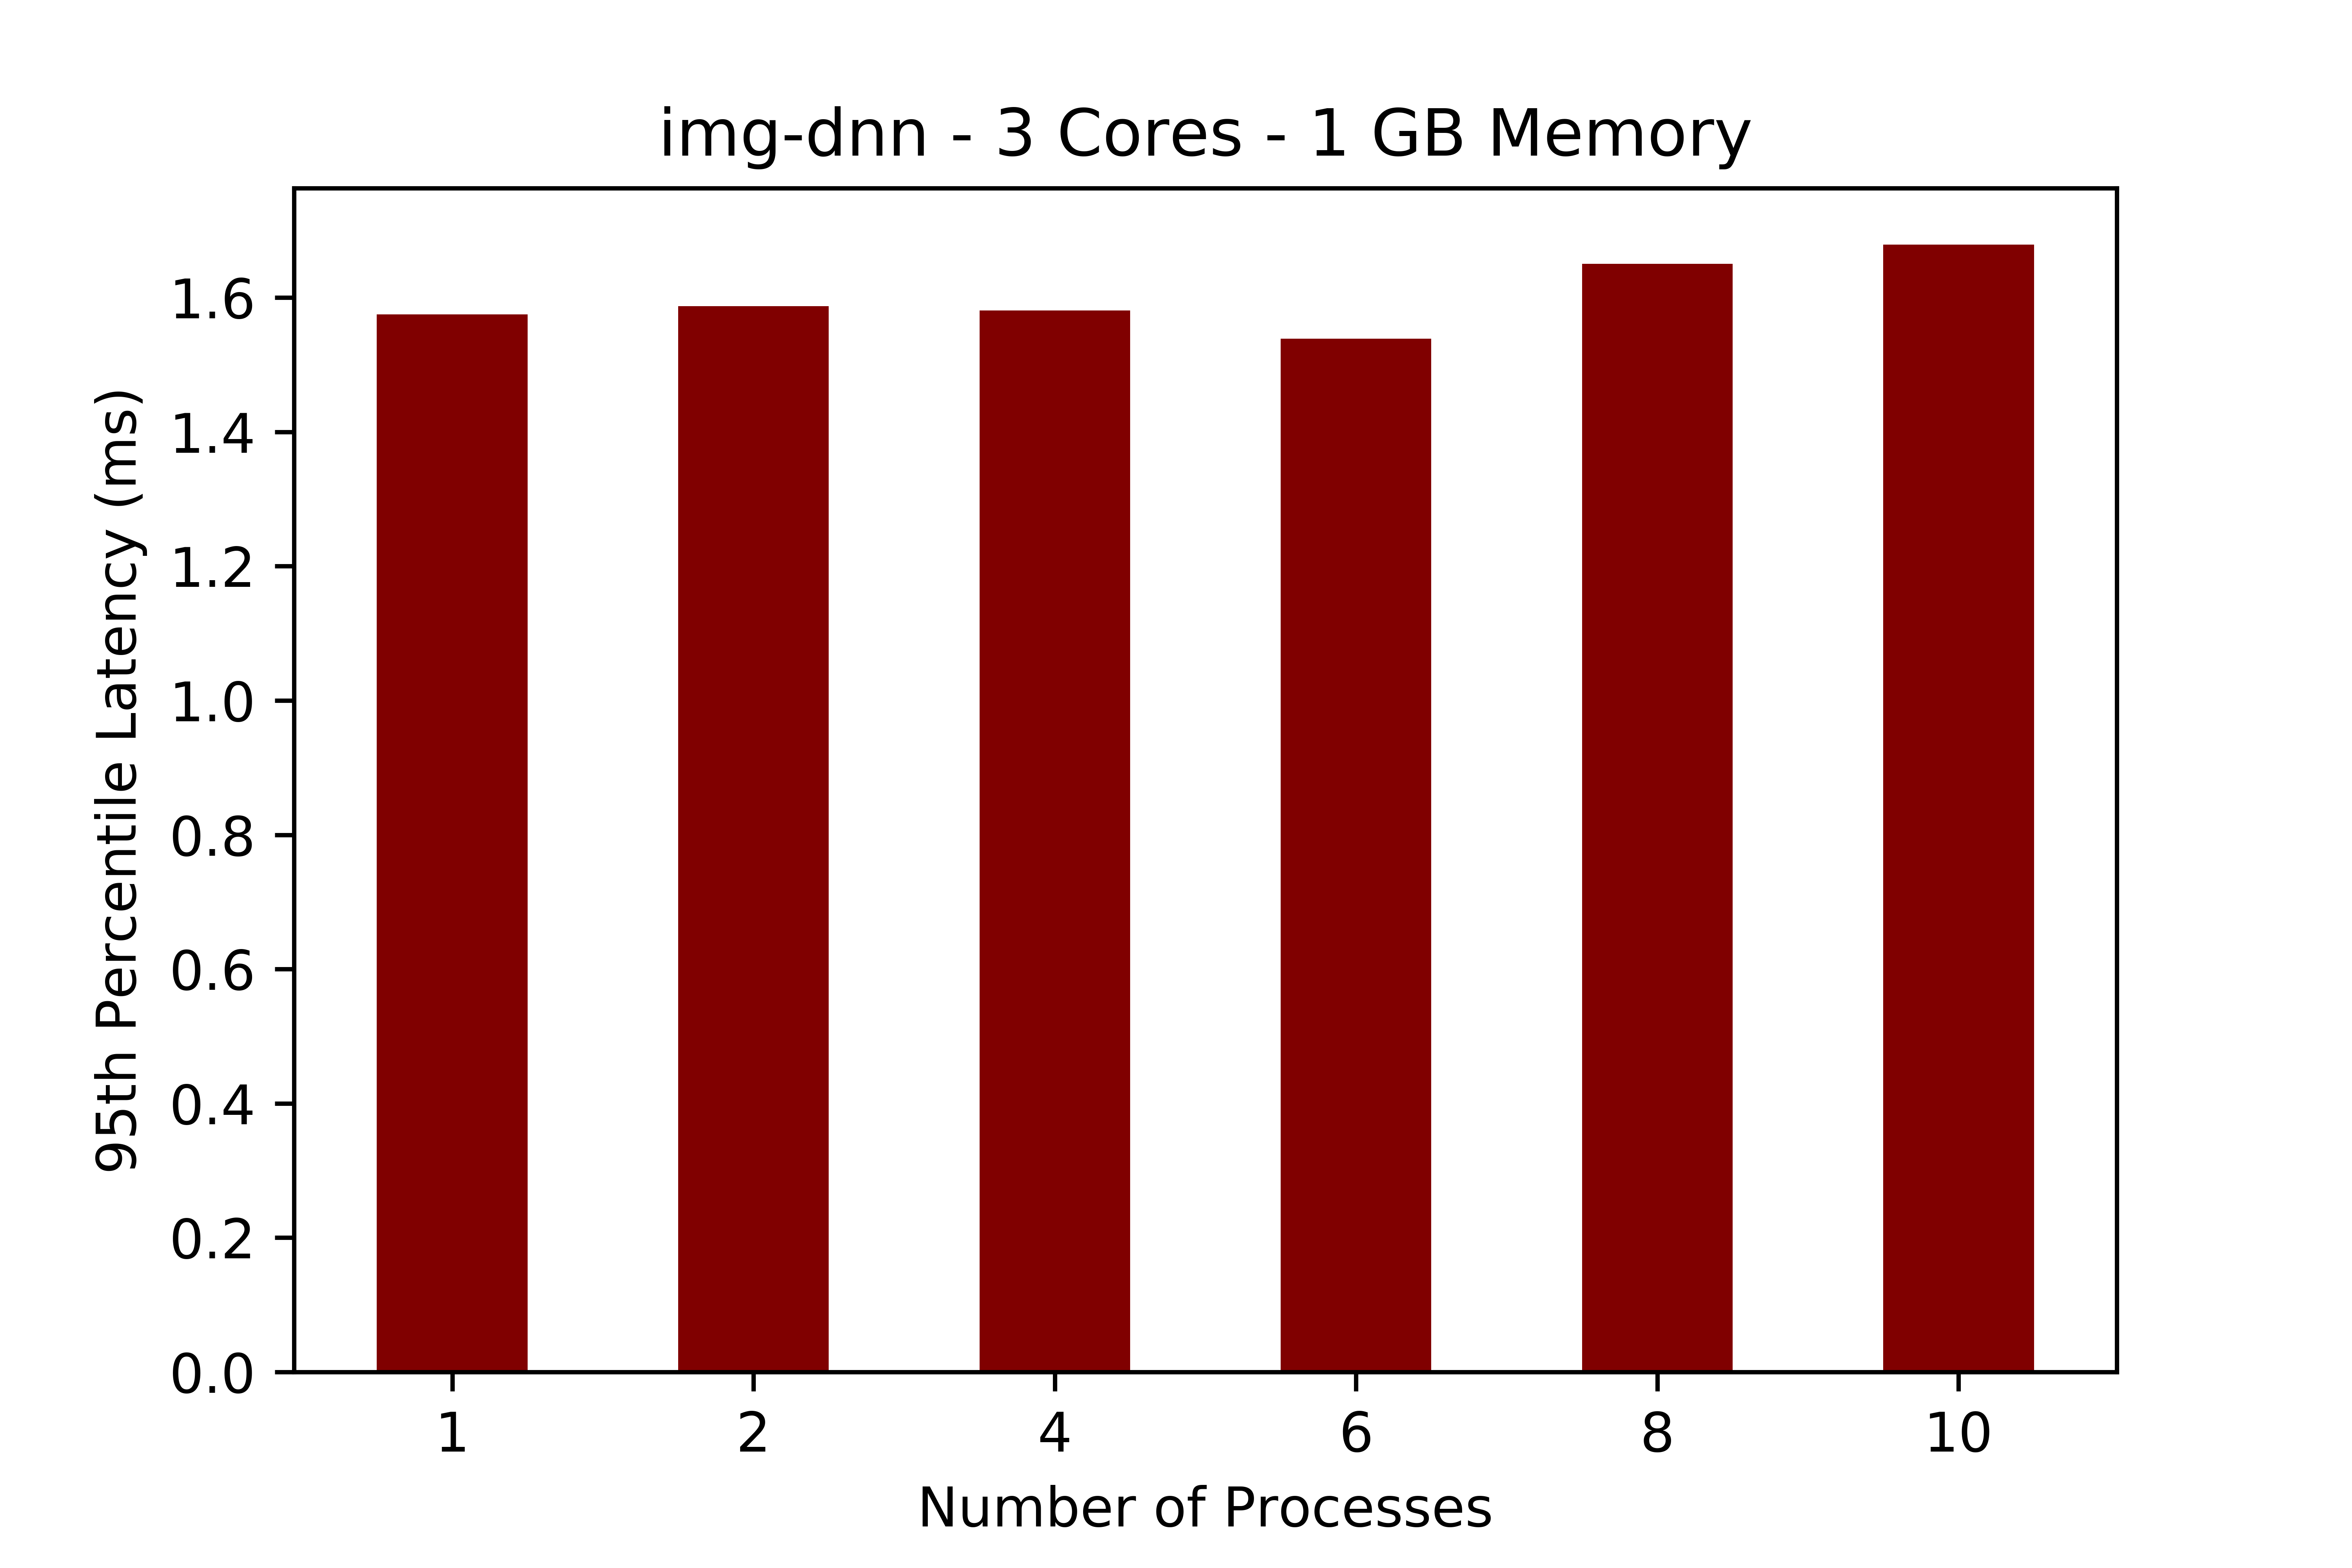 img-dnn - 3 Cores - 1 GB Memory
95th Percentile Latency (ms)
1.6
1.4
1.2
1.0
0.8
0.6
0.4
0.2
0.0
1 2 4 6 8 10
Number of Processes